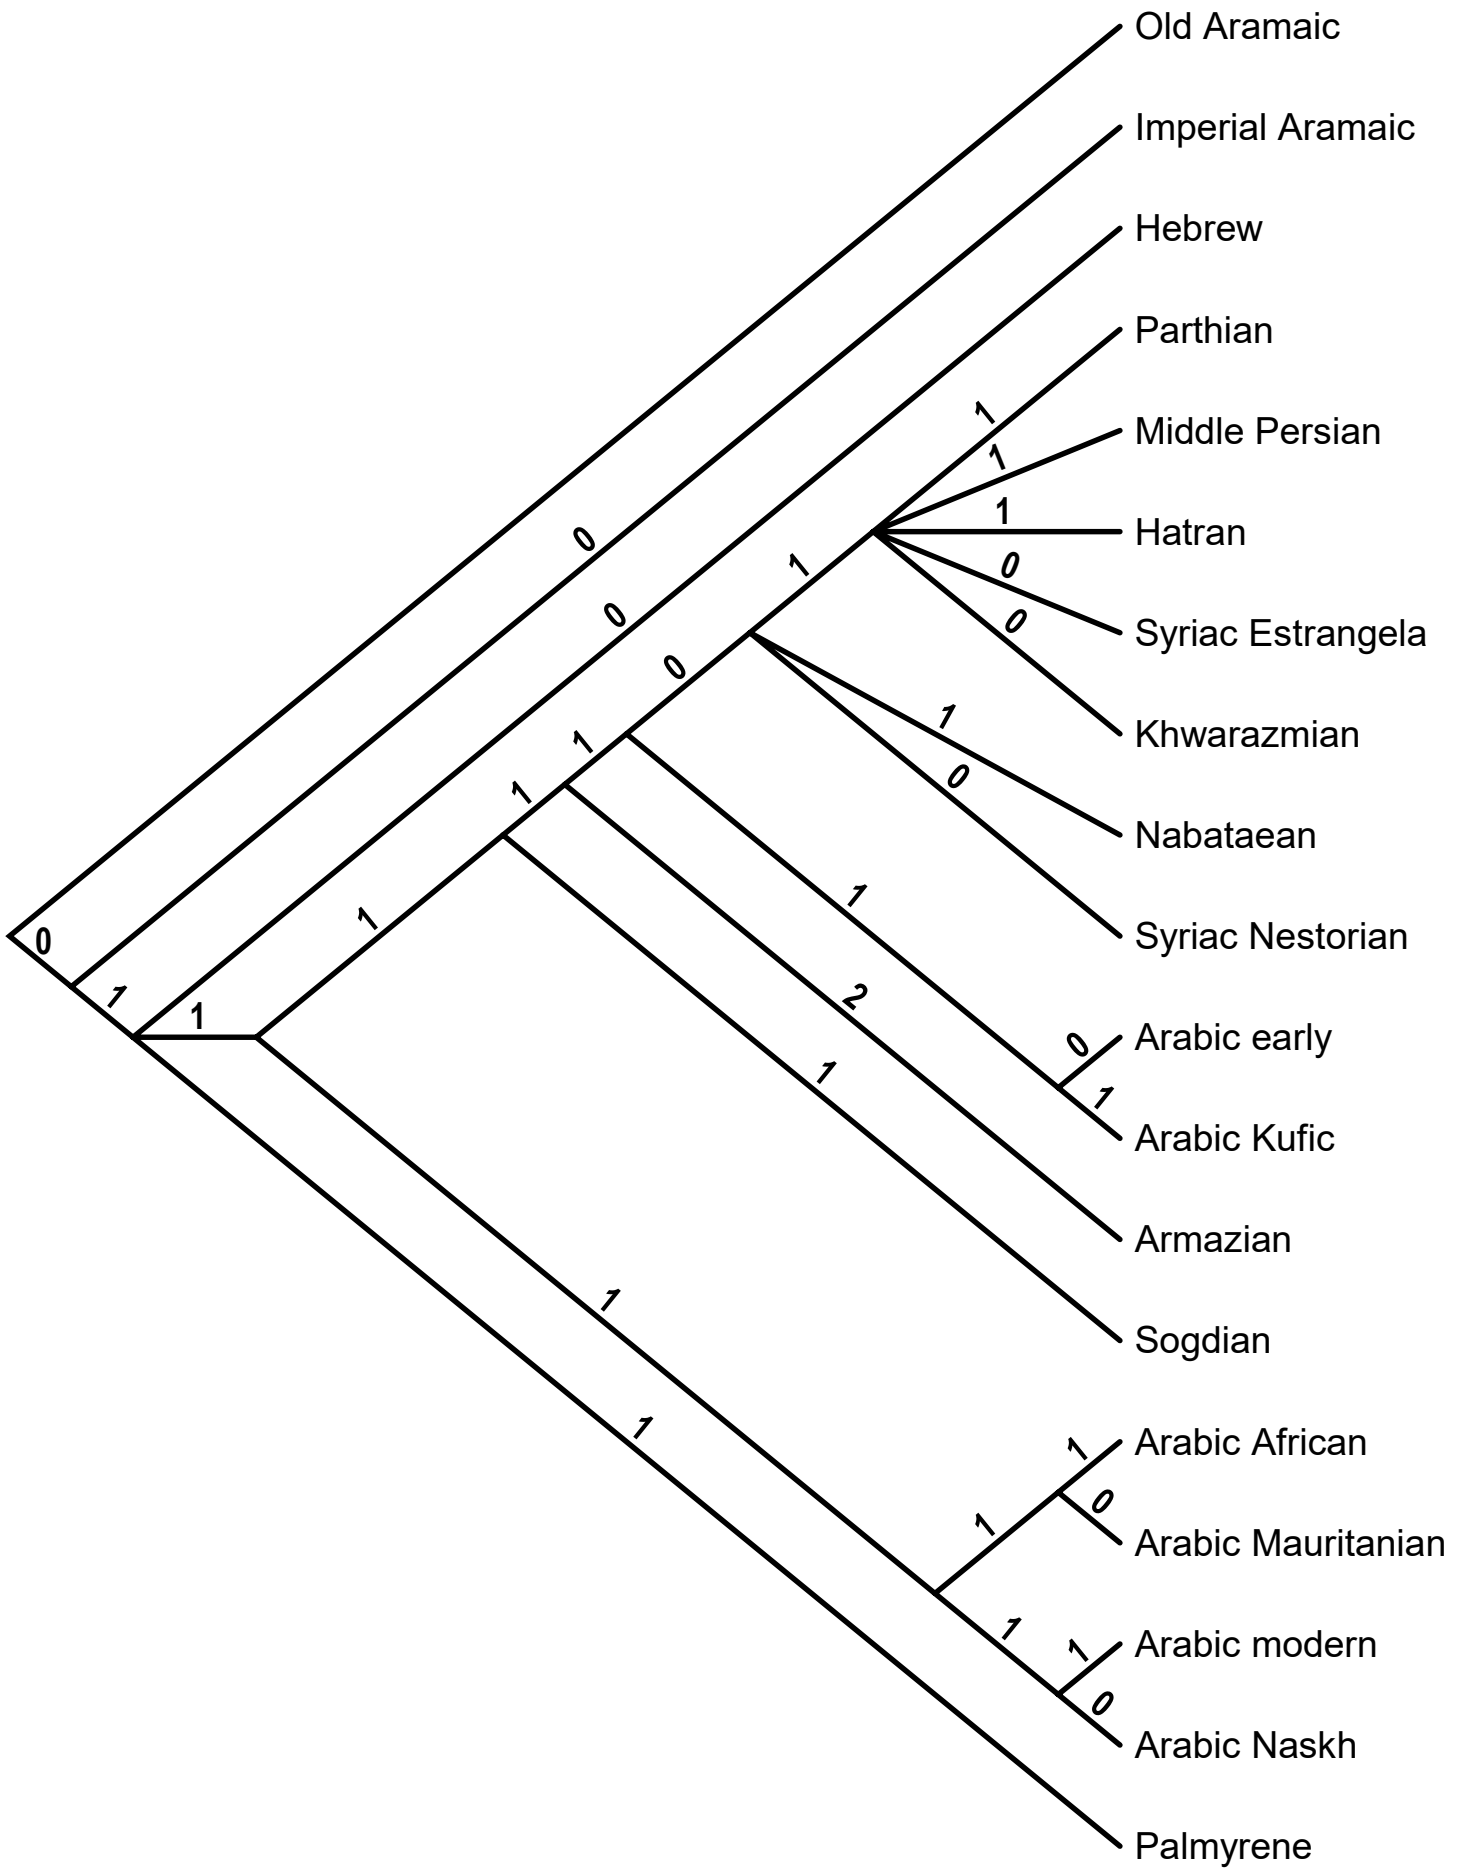 Old Aramaic
Imperial Aramaic
Hebrew
Parthian
1
Middle Persian
1
Hatran
1
0
0
Syriac Estrangela
1
0
0
0
Khwarazmian
1
1
0
Nabataean
1
1
Syriac Nestorian
0
1
1
2
1
1
Arabic early
0
1
Arabic Kufic
1
Armazian
Sogdian
1
1
Arabic African
1
0
1
Arabic Mauritanian
1
1
Arabic modern
0
Arabic Naskh
Palmyrene